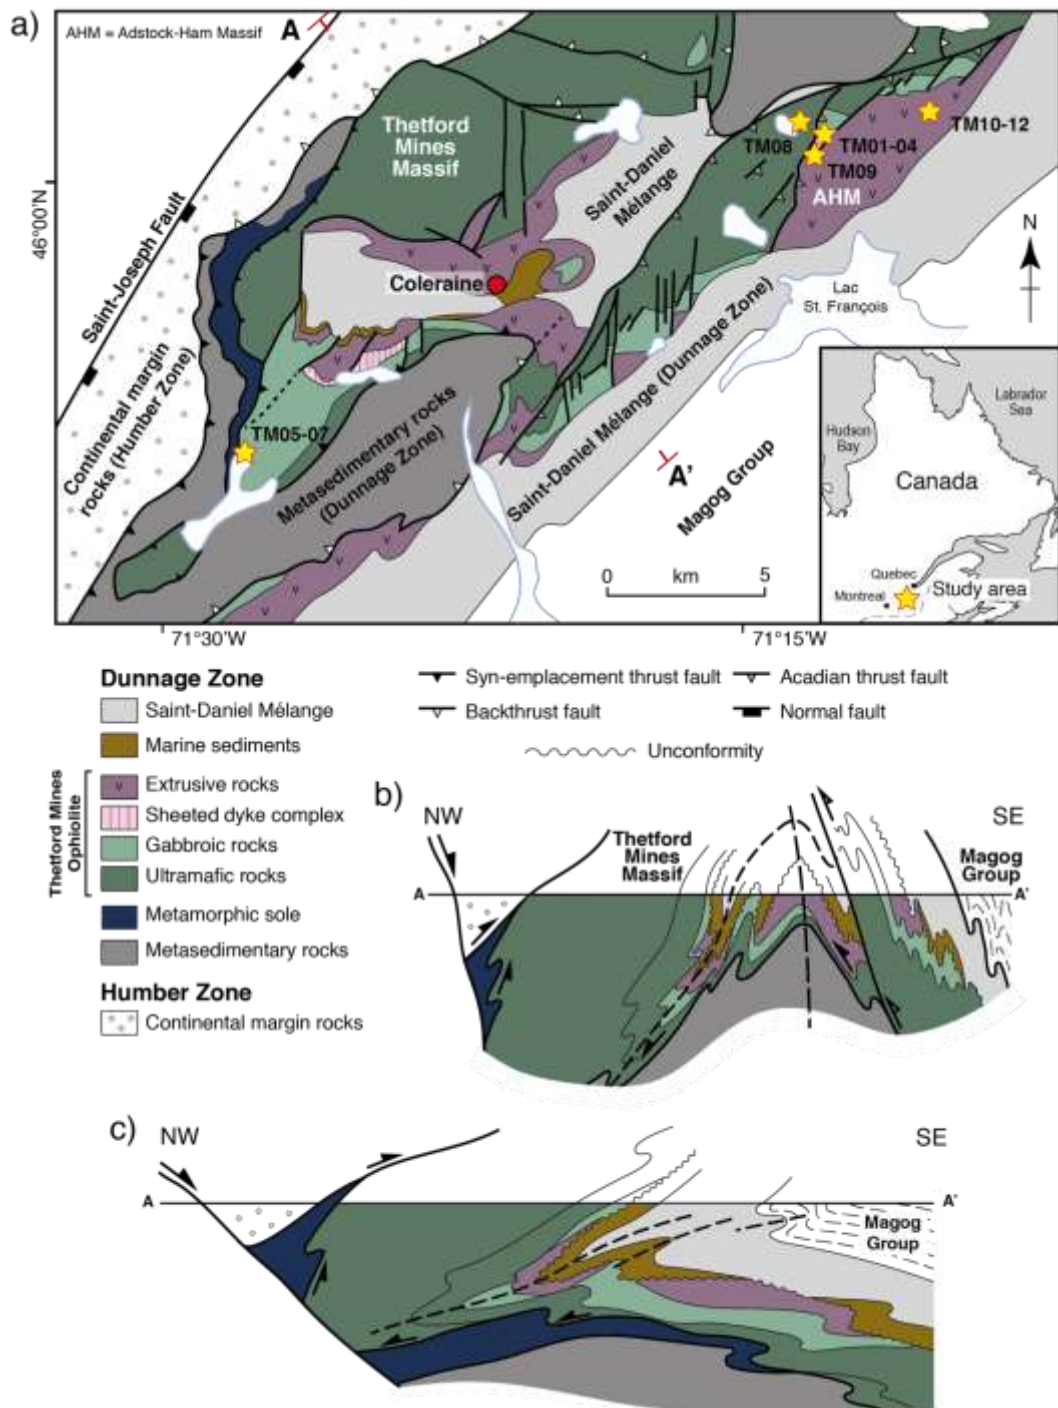 a)
AHM = Adstock-Ham Massif
A
Thetford
Mines
Massif
TM08
TM10-12
TM01-04
TM09
AHM
46°00'N
Saint-Joseph Fault
Saint-Daniel
Mélange
N
Coleraine
Lac
St. François
Continental margin
rocks (Humber Zone)
TM05-07
Metasedimentary rocks
(Dunnage Zone)
Saint-Daniel Mélange (Dunnage Zone)
A'
Magog Group
0 km 5
Labrador
Sea
Hudson
Bay
Canada
Quebec
Montreal
Study area
71°30'W
71°15'W
Dunnage Zone
Saint-Daniel Mélange
Marine sediments
Thetford Mines
Ophiolite
v Extrusive rocks
Sheeted dyke complex
Gabbroic rocks
Ultramafic rocks
Metamorphic sole
Metasedimentary rocks
Humber Zone
Continental margin rocks
Syn-emplacement thrust fault
Acadian thrust fault
Backthrust fault
Normal fault
Unconformity
b)
NW
SE
Thetford
Mines
Massif
Magog
Group
A
A'
c)
NW
SE
A
A'
Magog
Group